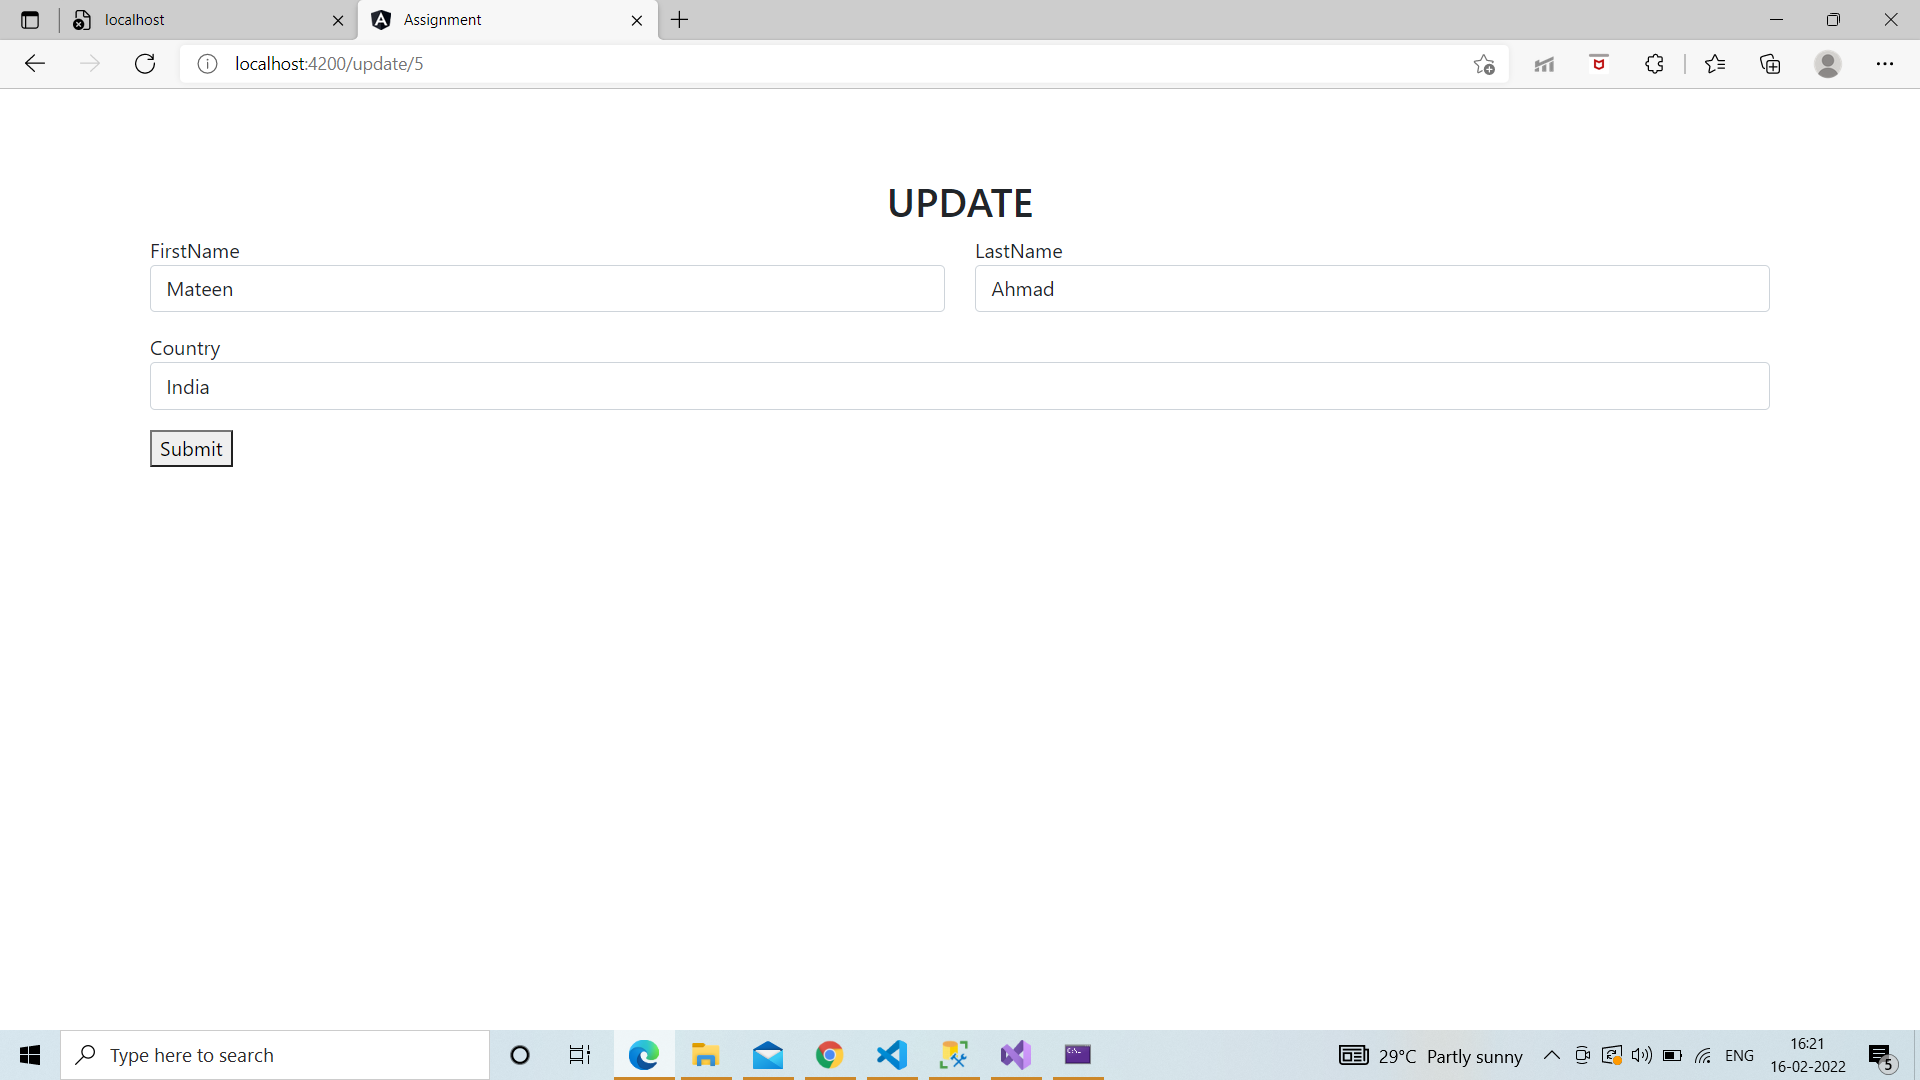 localhost
Assignment
localhost:4200/update/5
UPDATE
FirstName
LastName
Mateen
Ahmad
Country
India
Submit
Type here to search
29°C Partly sunny
ENG
16:21
16-02-2022
5